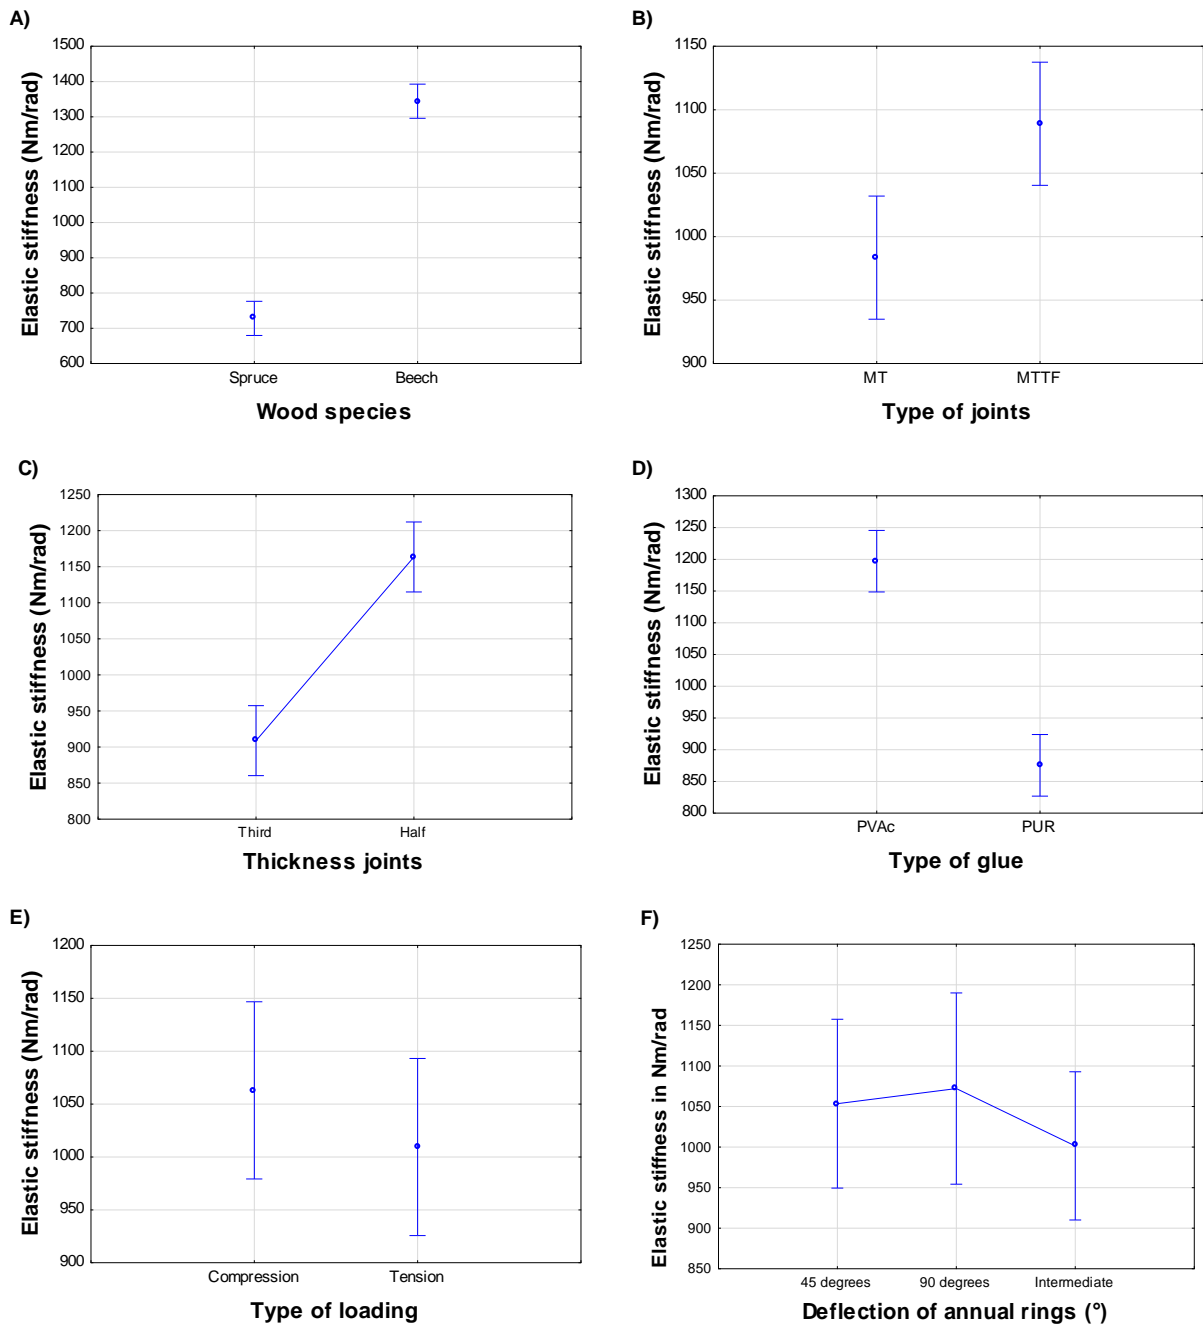 A)
Elastic stiffness (Nm/rad)
1500
1400
1300
1200
1100
1000
900
800
700
600
Spruce Beech
Wood species
B)
Elastic stiffness (Nm/rad)
1150
1100
1050
1000
950
900
MT MTTF
Type of joints
C)
Elastic stiffness (Nm/rad)
1250
1200
1150
1100
1050
1000
950
900
850
800
Third Half
Thickness joints
D)
Elastic stiffness (Nm/rad)
1300
1250
1200
1150
1100
1050
1000
950
900
850
800
PVAc PUR
Type of glue
E)
Elastic stiffness (Nm/rad)
1200
1150
1100
1050
1000
950
900
Compression Tension
Type of loading
F)
Elastic stiffness in Nm/rad
1250
1200
1150
1100
1050
1000
950
900
850
45 degrees 90 degrees Intermediate
Deflection of annual rings (°)